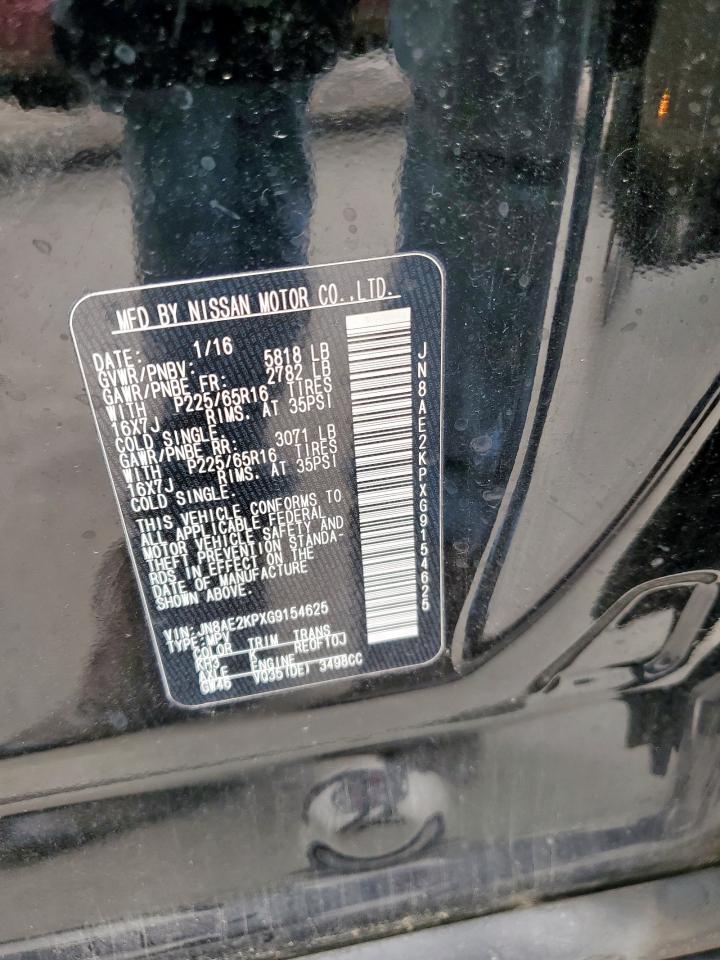 MFD BY NISSAN MOTOR CO.,LTD.
DATE: 1/16
GVWR/PNBV: 5818 LB
GAWR/PNBE FR: 2782 LB
WITH P225/65R16 TIRES
16X7J RIMS. AT 35PSI
COLD SINGLE
GAWR/PNBE RR: 3071 LB
WITH P225/65R16 TIRES
16X7J RIMS. AT 35PSI
COLD SINGLE.
THIS VEHICLE CONFORMS TO
ALL APPLICABLE FEDERAL
MOTOR VEHICLE SAFETY AND
THEFT PREVENTION STANDA-
RDS IN EFFECT ON THE
DATE OF MANUFACTURE
SHOWN ABOVE.
VIN: JN8AE2KPXG9154625
TYPE: MPV
COLOR TRIM TRANS
KH3 K RE0F10J
AXLE ENGINE
GW46 VQ35(DE) 3498CC
JN8AE2KPXG9154625